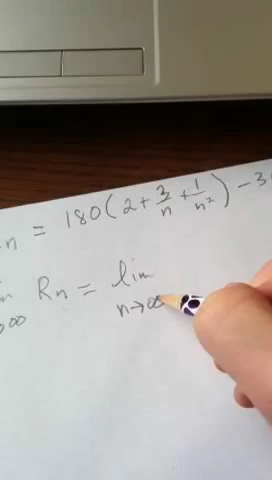 n = 180(2 + 3/n + 1/n²) - 3
Rn = lim
∞ n→∞